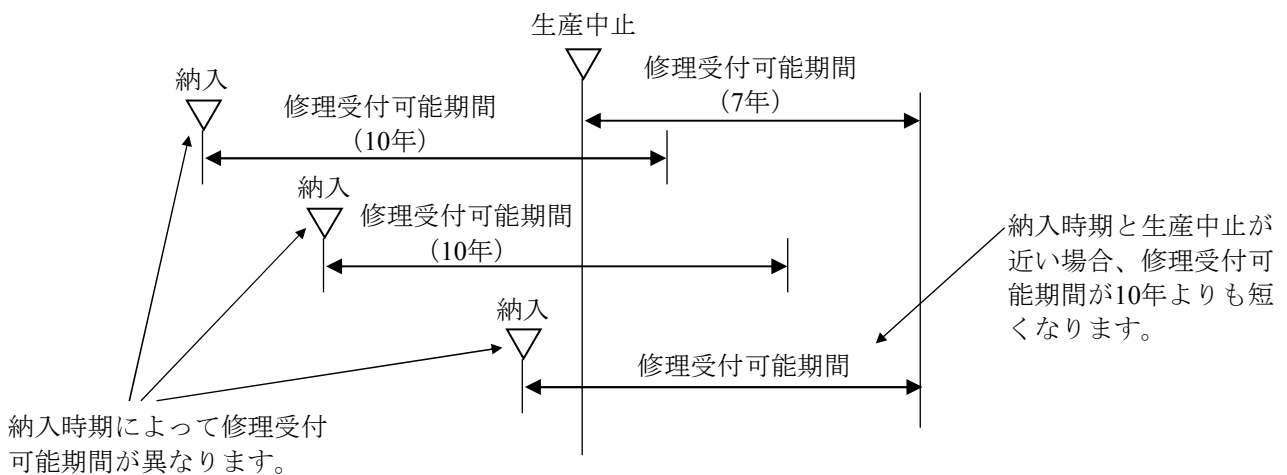 生産中止
修理受付可能期間
（7年）
納入
修理受付可能期間
（10年）
納入
修理受付可能期間
（10年）
納入時期と生産中止が
近い場合、修理受付可
能期間が10年よりも短
くなります。
納入
修理受付可能期間
納入時期によって修理受付
可能期間が異なります。